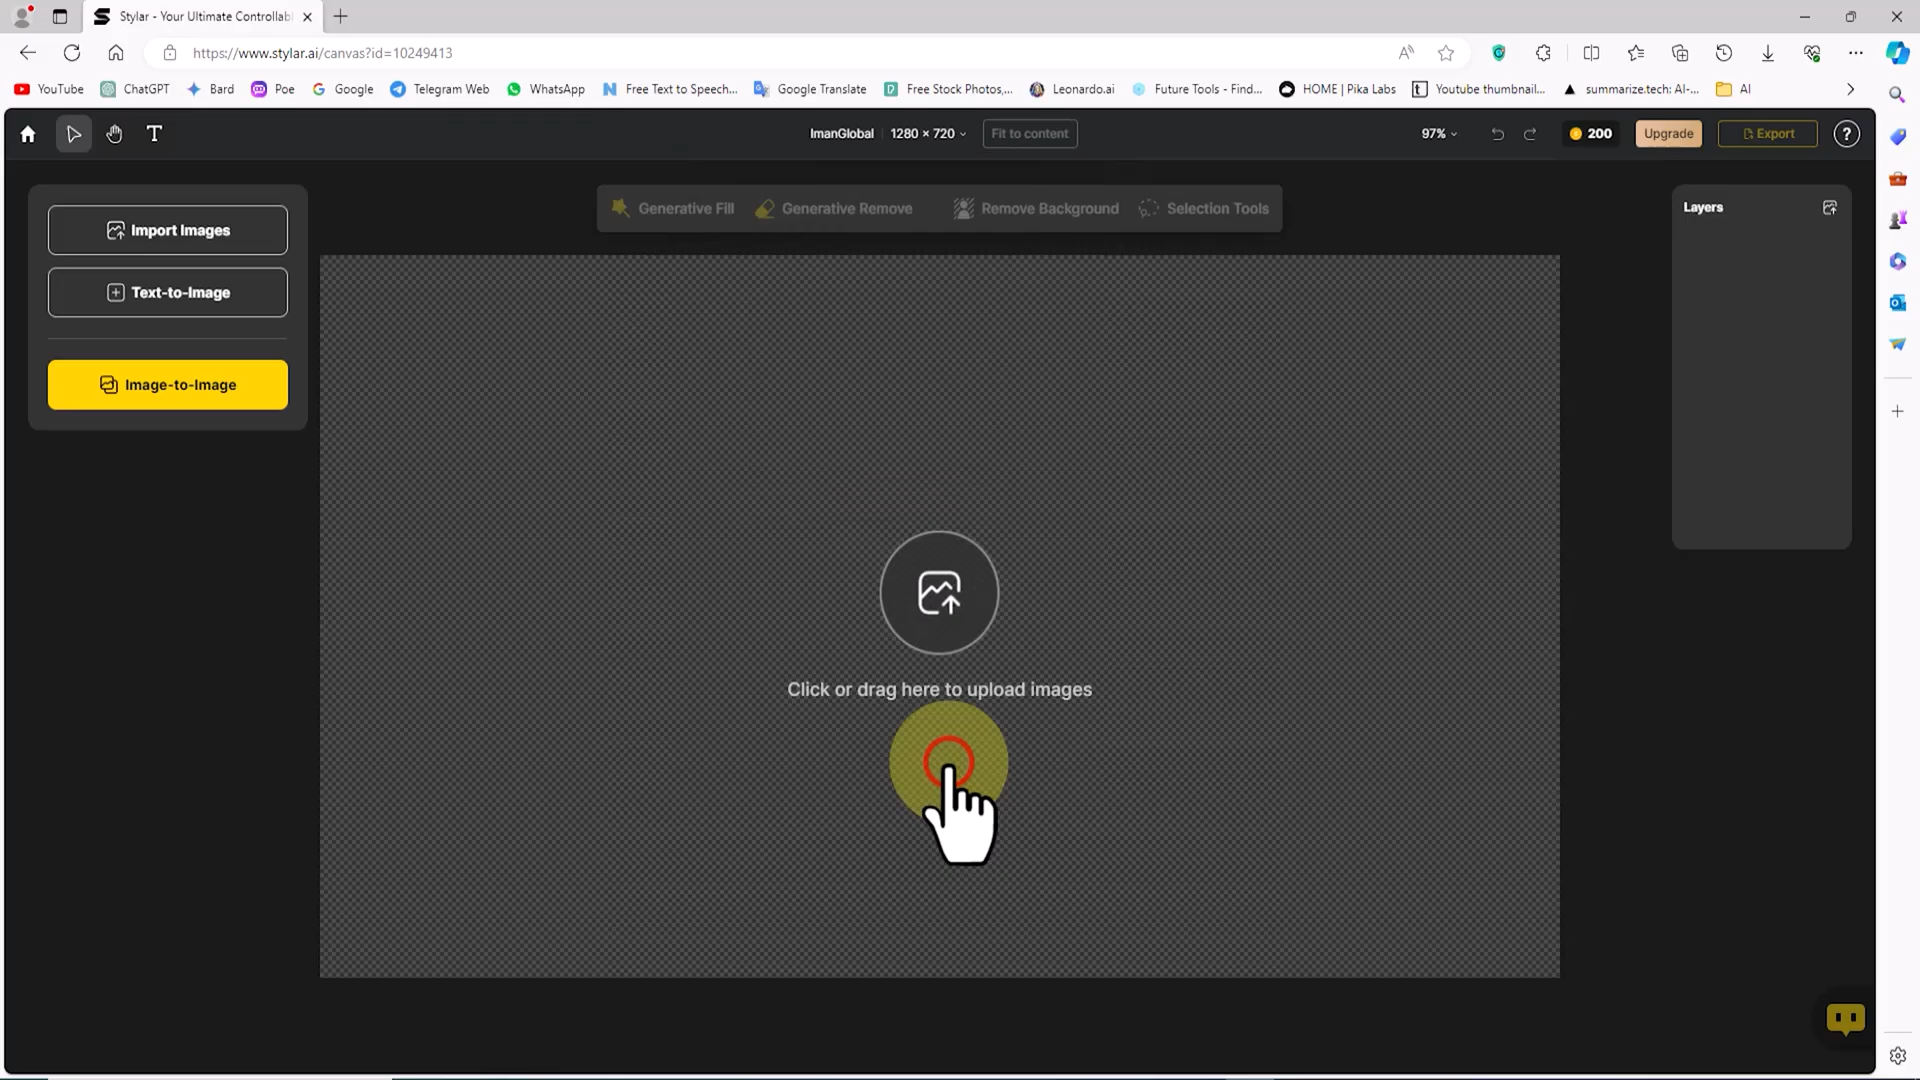 Stylar - Your Ultimate Controllabl
https://www.stylar.ai/canvas?id=10249413
YouTube
ChatGPT
Bard
Poe
Google
Telegram Web
WhatsApp
Free Text to Speech...
Google Translate
Free Stock Photos,...
Leonardo.ai
Future Tools - Find...
HOME | Pika Labs
Youtube thumbnail...
summarize.tech: AI-...
AI
T
ImanGlobal
1280 × 720
Fit to content
97%
200
Upgrade
Export
?
Import Images
Text-to-Image
Image-to-Image
Generative Fill
Generative Remove
Remove Background
Selection Tools
Layers
Click or drag here to upload images